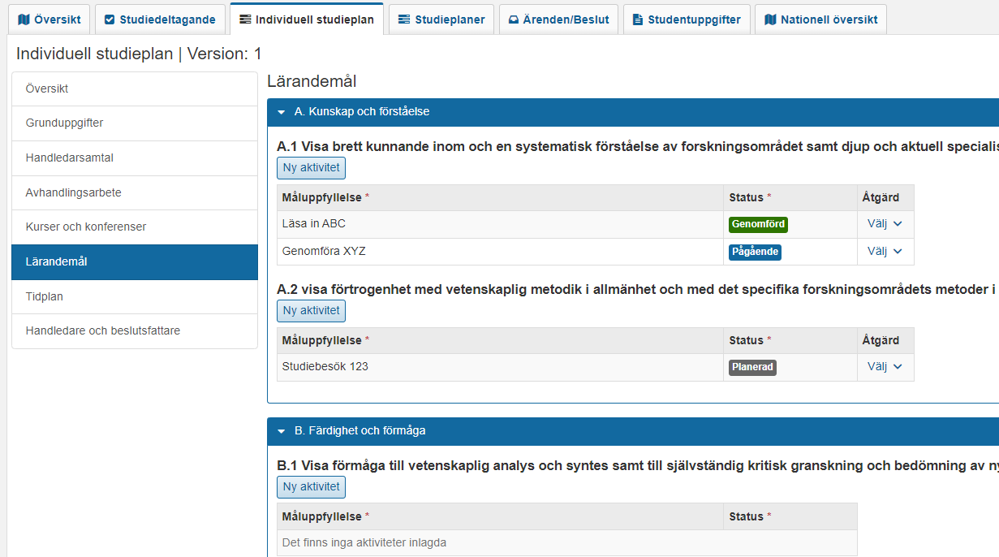 Översikt Studiedeltagande Individuell studieplan Studieplaner Ärenden/Beslut Studentuppgifter Nationell översikt
Individuell studieplan | Version: 1
Översikt
Grunduppgifter
Handledarsamtal
Avhandlingsarbete
Kurser och konferenser
Lärandemål
Tidplan
Handledare och beslutsfattare
Lärandemål
A. Kunskap och förståelse
A.1 Visa brett kunnande inom och en systematisk förståelse av forskningsområdet samt djup och aktuell specialis
Ny aktivitet
Måluppfyllelse * Status * Åtgärd
Läsa in ABC Genomförd Välj
Genomföra XYZ Pågående Välj
A.2 visa förtrogenhet med vetenskaplig metodik i allmänhet och med det specifika forskningsområdets metoder i
Ny aktivitet
Måluppfyllelse * Status * Åtgärd
Studiebesök 123 Planerad Välj
B. Färdighet och förmåga
B.1 Visa förmåga till vetenskaplig analys och syntes samt till självständig kritisk granskning och bedömning av ny
Ny aktivitet
Måluppfyllelse * Status *
Det finns inga aktiviteter inlagda